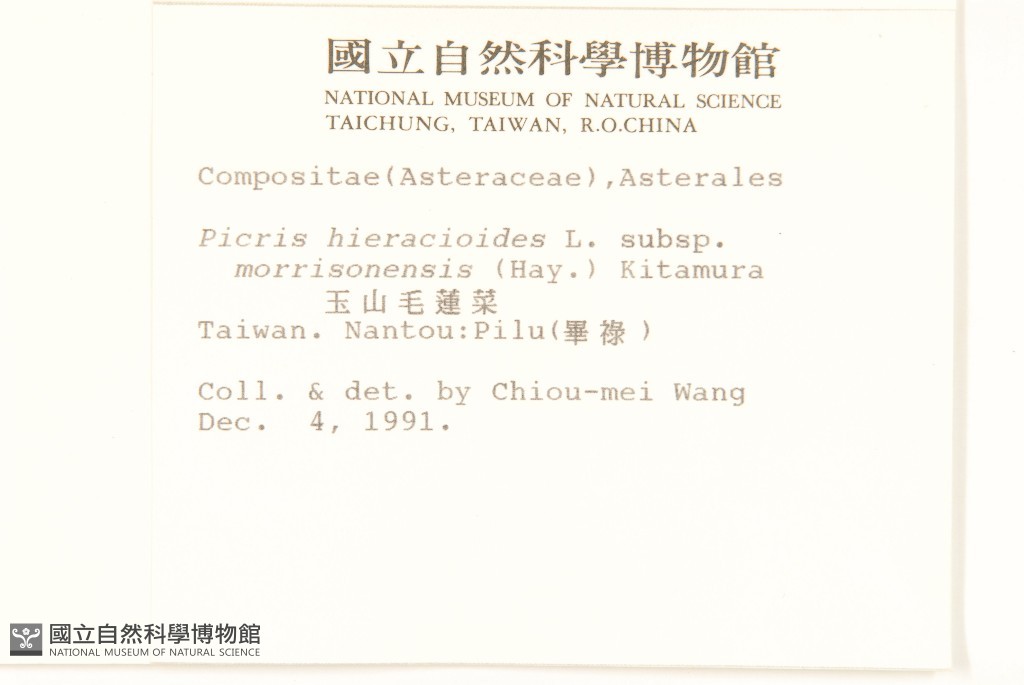 國立自然科學博物館
NATIONAL MUSEUM OF NATURAL SCIENCE
TAICHUNG, TAIWAN, R.O.CHINA
Compositae(Asteraceae),Asterales
Picris hieracioides L. subsp.
morrisonensis (Hay.) Kitamura
玉山毛蓮菜
Taiwan. Nantou:Pilu(畢祿)
Coll. & det. by Chiou-mei Wang
Dec. 4, 1991.
國立自然科學博物館
NATIONAL MUSEUM OF NATURAL SCIENCE